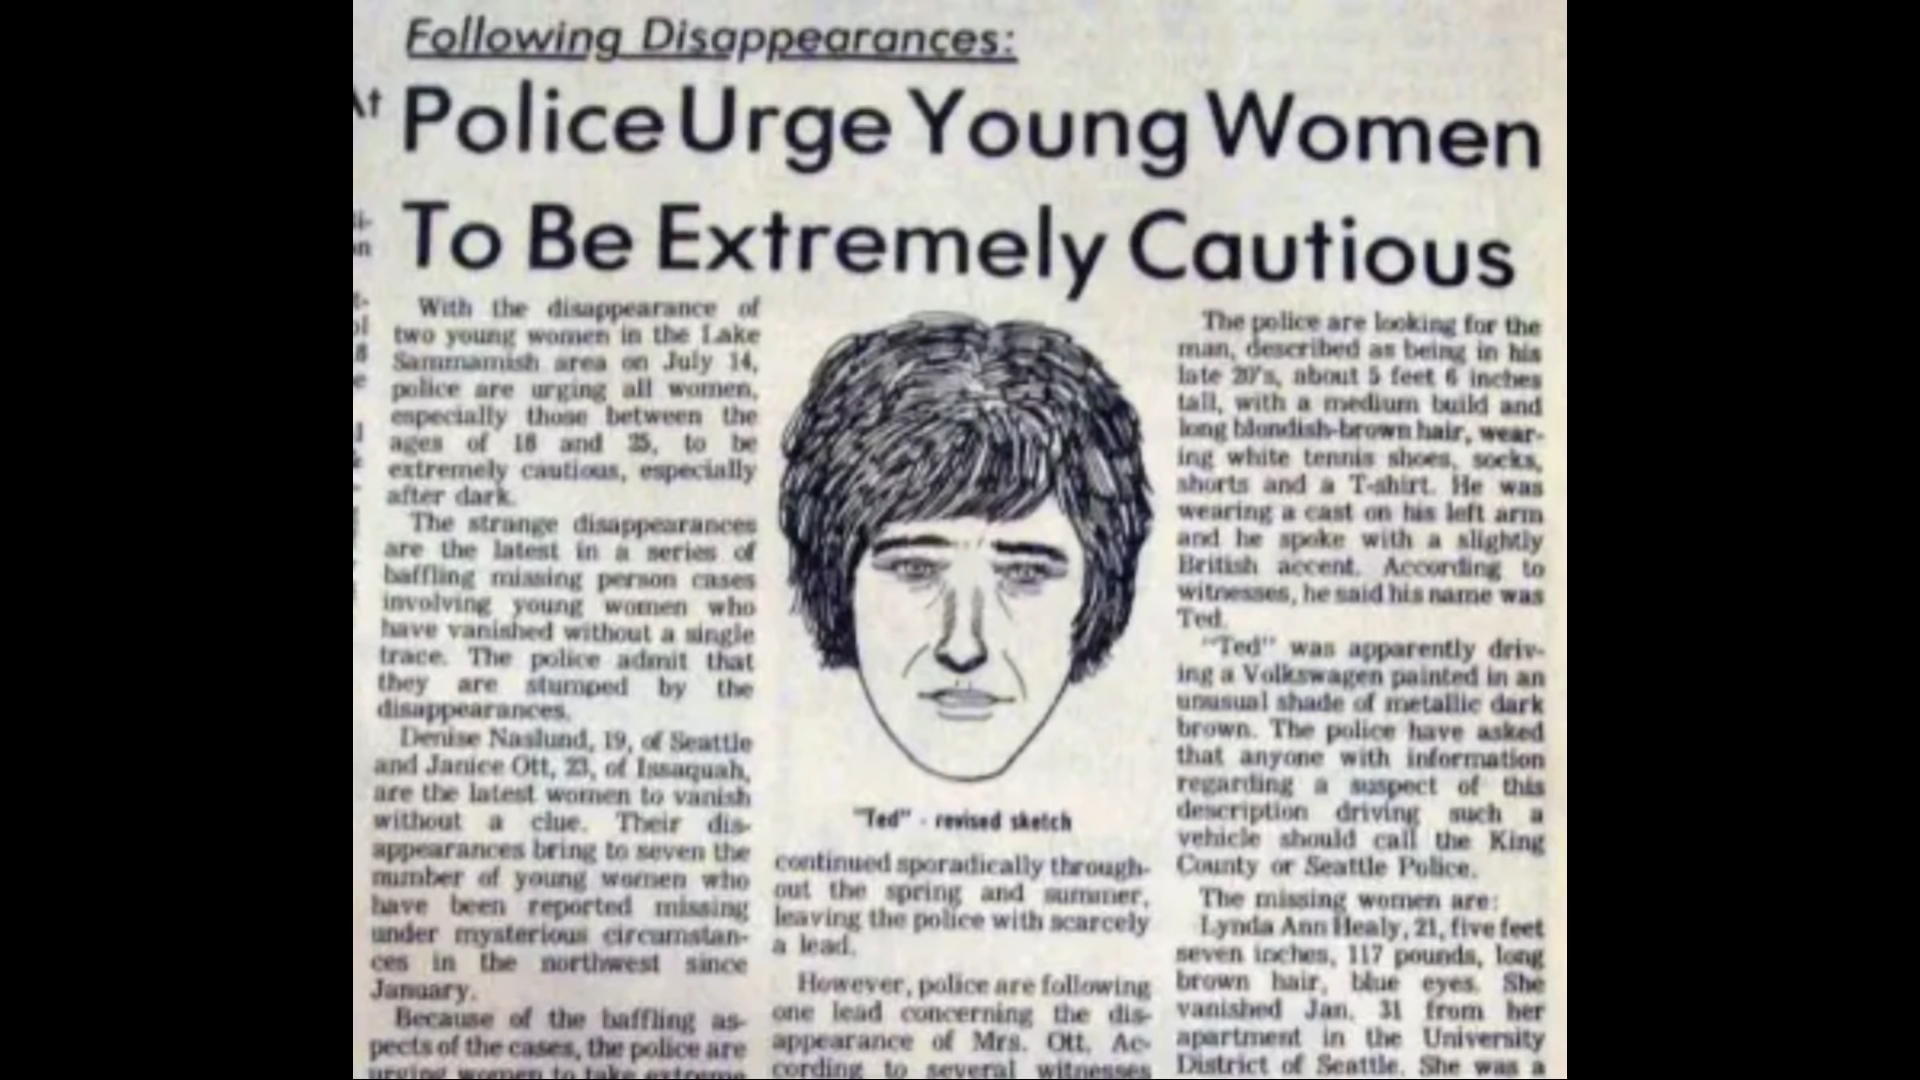 Following Disappearances:
Police Urge Young Women
To Be Extremely Cautious
With the disappearance of
two young women in the Lake
Sammamish area on July 14,
police are urging all women,
especially those between the
ages of 18 and 25, to be
extremely cautious, especially
after dark.
The strange disappearances
are the latest in a series of
baffling missing person cases
involving young women who
have vanished without a single
trace. The police admit that
they are stumped by the
disappearances.
Denise Naslund, 19, of Seattle
and Janice Ott, 23, of Issaquah,
are the latest women to vanish
without a clue. Their dis-
appearances bring to seven the
number of young women who
have been reported missing
under mysterious circumstan-
ces in the northwest since
January.
Because of the baffling as-
pects of the cases, the police are
urging women to take extreme
"Ted" - revised sketch
continued sporadically through-
out the spring and summer,
leaving the police with scarcely
a lead.
However, police are following
one lead concerning the dis-
appearance of Mrs. Ott. Ac-
cording to several witnesses
The police are looking for the
man, described as being in his
late 20's, about 5 feet 6 inches
tall, with a medium build and
long blondish-brown hair, wear-
ing white tennis shoes, socks,
shorts and a T-shirt. He was
wearing a cast on his left arm
and he spoke with a slightly
British accent. According to
witnesses, he said his name was
Ted.
"Ted" was apparently driv-
ing a Volkswagen painted in an
unusual shade of metallic dark
brown. The police have asked
that anyone with information
regarding a suspect of this
description driving such a
vehicle should call the King
County or Seattle Police.
The missing women are:
Lynda Ann Healy, 21, five feet
seven inches, 117 pounds, long
brown hair, blue eyes. She
vanished Jan. 31 from her
apartment in the University
District of Seattle. She was a